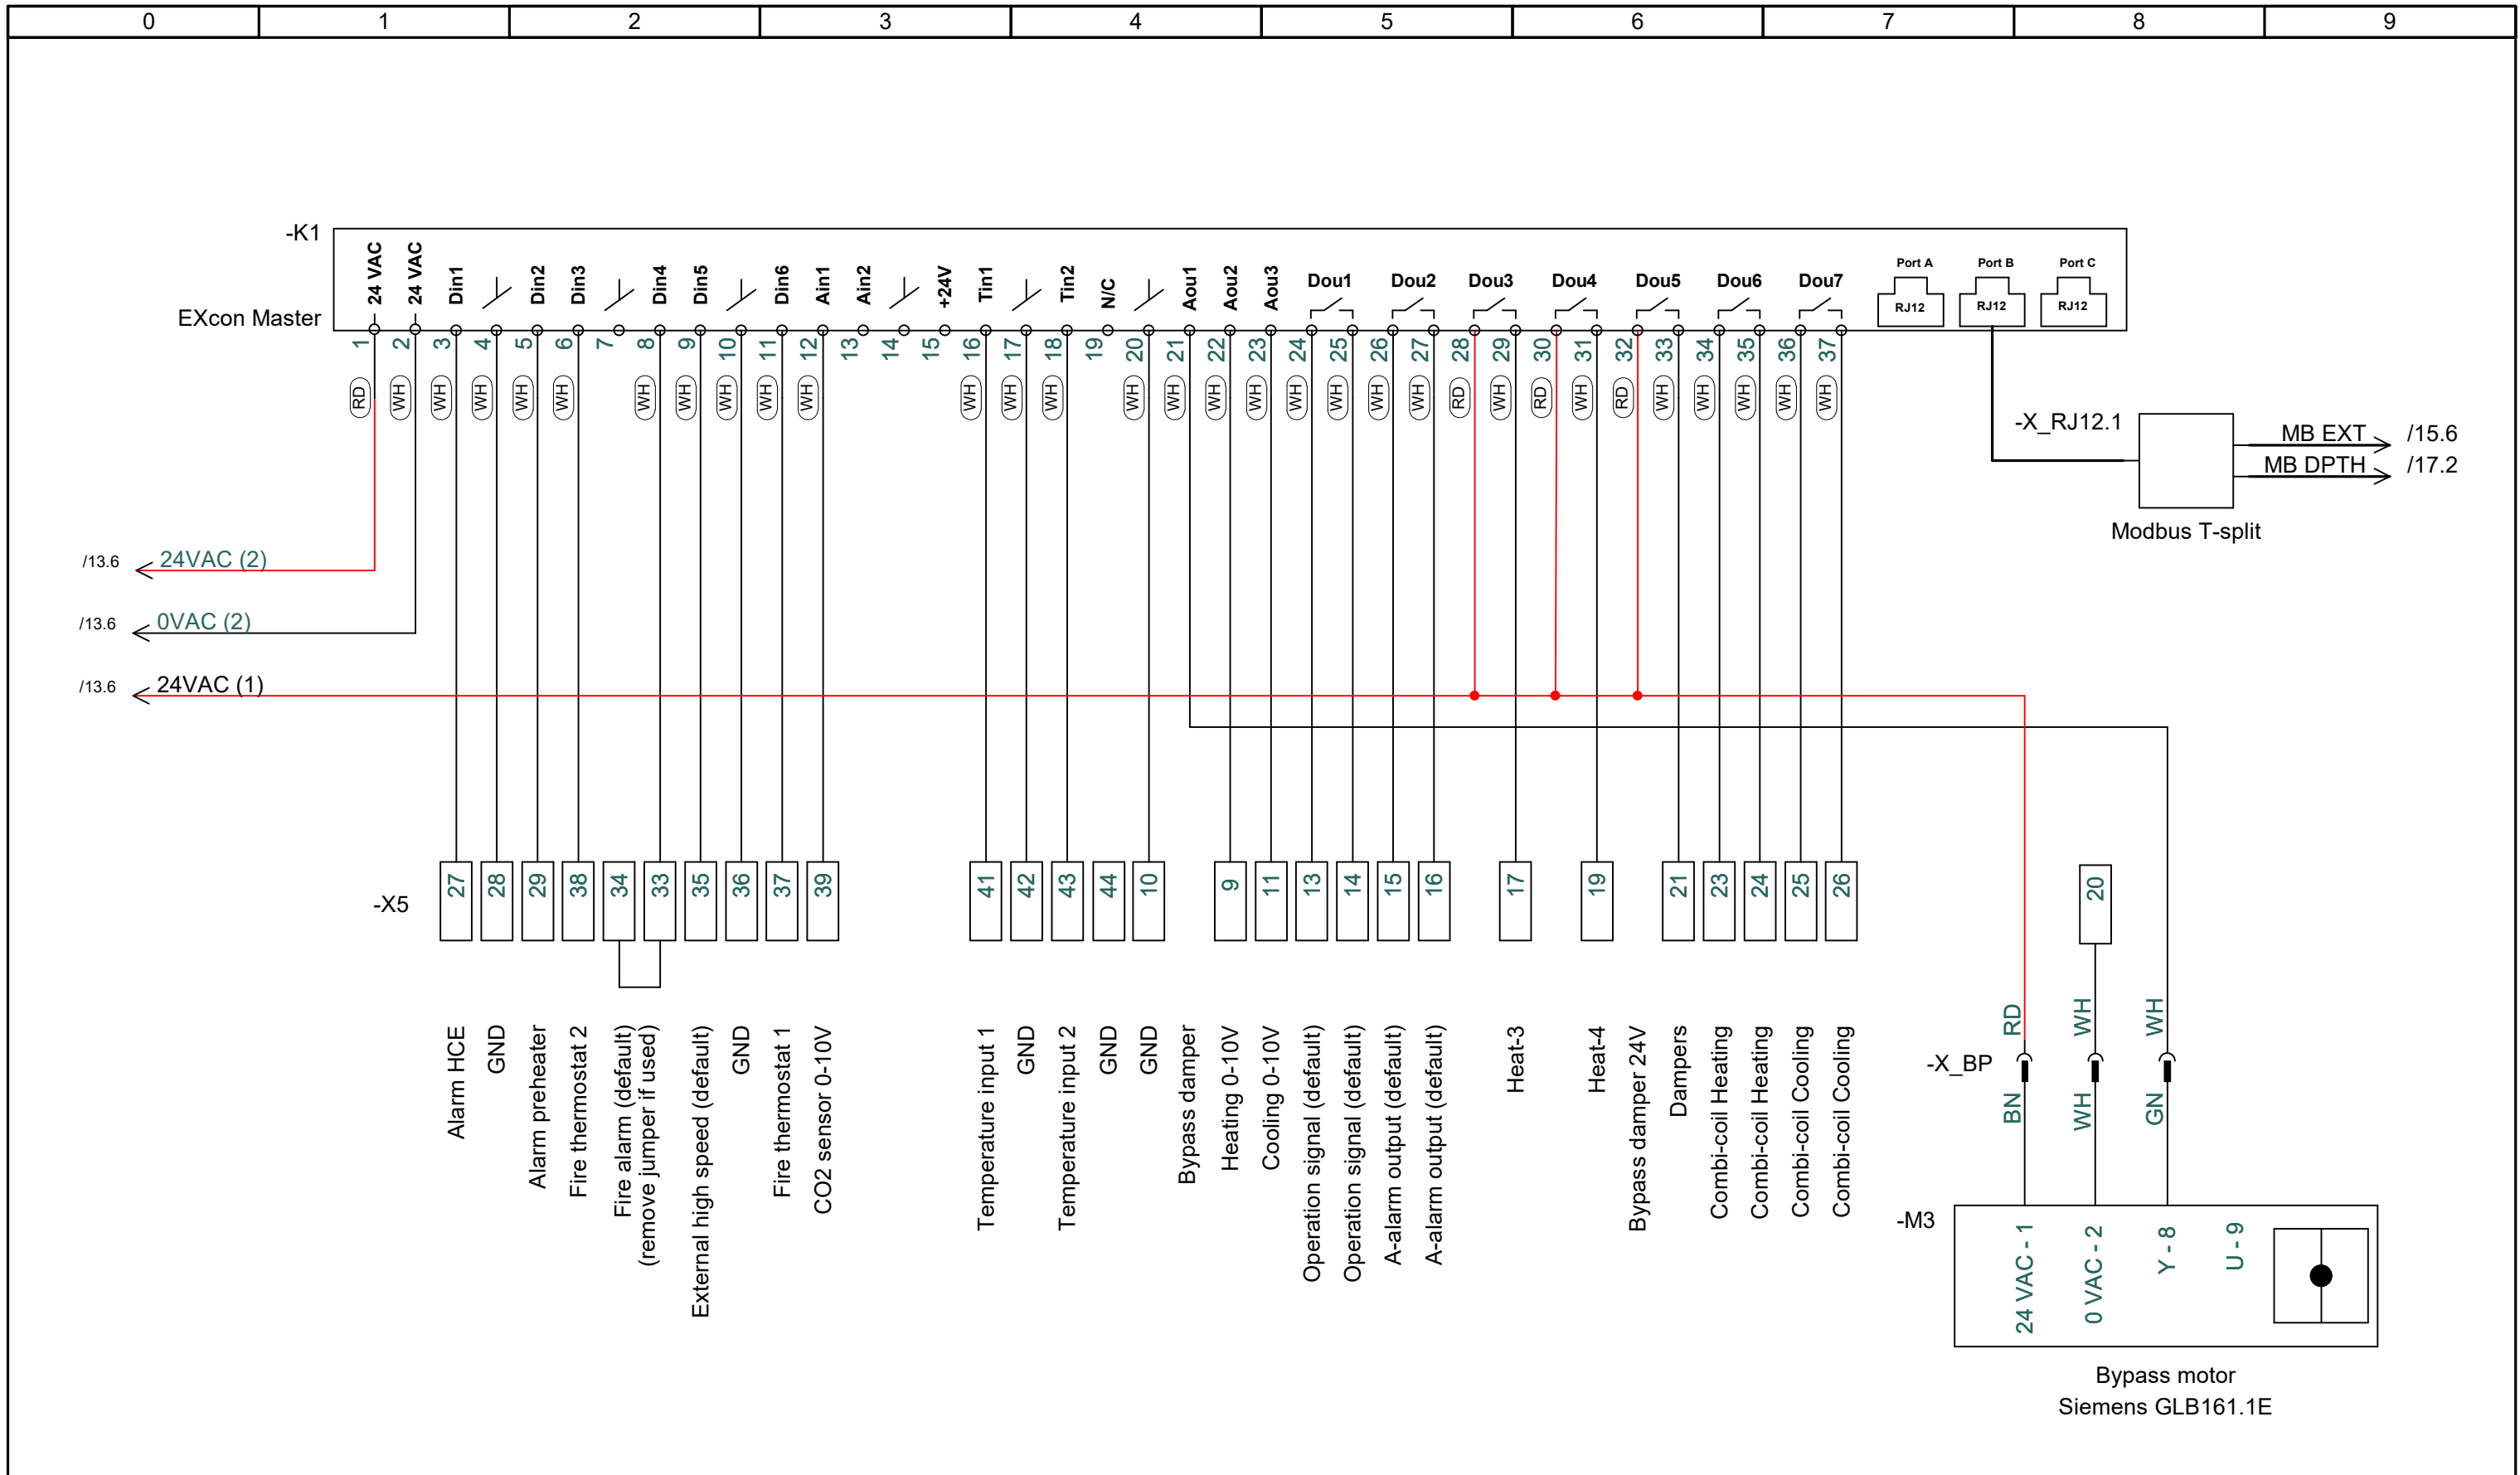 0 1 2 3 4 5 6 7 8 9
-K1
EXcon Master
24 VAC 24 VAC Din1 Din2 Din3 Din4 Din5 Din6 Ain1 Ain2 +24V Tin1 Tin2 N/C Aou1 Aou2 Aou3 Dou1 Dou2 Dou3 Dou4 Dou5 Dou6 Dou7
Port A Port B Port C
RJ12 RJ12 RJ12
1 2 3 4 5 6 7 8 9 10 11 12 13 14 15 16 17 18 19 20 21 22 23 24 25 26 27 28 29 30 31 32 33 34 35 36 37
RD WH WH WH WH WH WH WH WH WH WH WH WH WH WH WH WH WH WH WH WH WH RD WH RD WH RD WH WH WH WH WH
-X_RJ12.1
MB EXT /15.6
MB DPTH /17.2
Modbus T-split
/13.6 24VAC (2)
/13.6 0VAC (2)
/13.6 24VAC (1)
-X5
27 28 29 38 34 33 35 36 37 39 41 42 43 44 10 9 11 13 14 15 16 17 19 21 23 24 25 26 20
Alarm HCE
GND
Alarm preheater
Fire thermostat 2
Fire alarm (default)
(remove jumper if used)
External high speed (default)
GND
Fire thermostat 1
CO2 sensor 0-10V
Temperature input 1
GND
Temperature input 2
GND
GND
Bypass damper
Heating 0-10V
Cooling 0-10V
Operation signal (default)
Operation signal (default)
A-alarm output (default)
A-alarm output (default)
Heat-3
Heat-4
Bypass damper 24V
Dampers
Combi-coil Heating
Combi-coil Heating
Combi-coil Cooling
Combi-coil Cooling
RD WH WH
-X_BP
BN WH GN
-M3
24 VAC - 1
0 VAC - 2
Y - 8
U - 9
Bypass motor
Siemens GLB161.1E